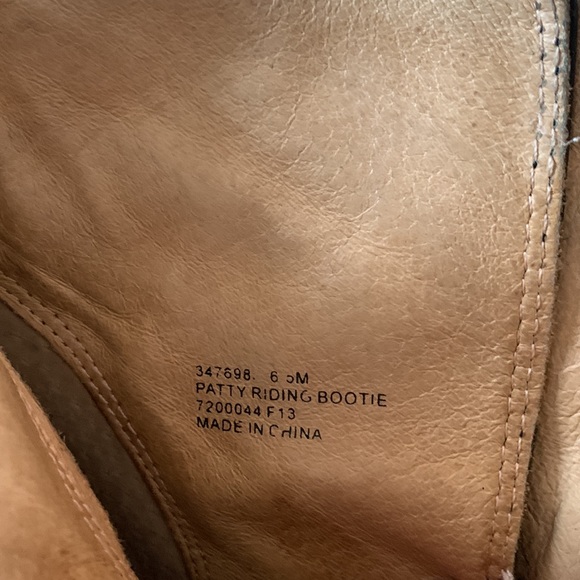 347698. 6 5M
PATTY RIDING BOOTIE
7200044 F13
MADE IN CHINA